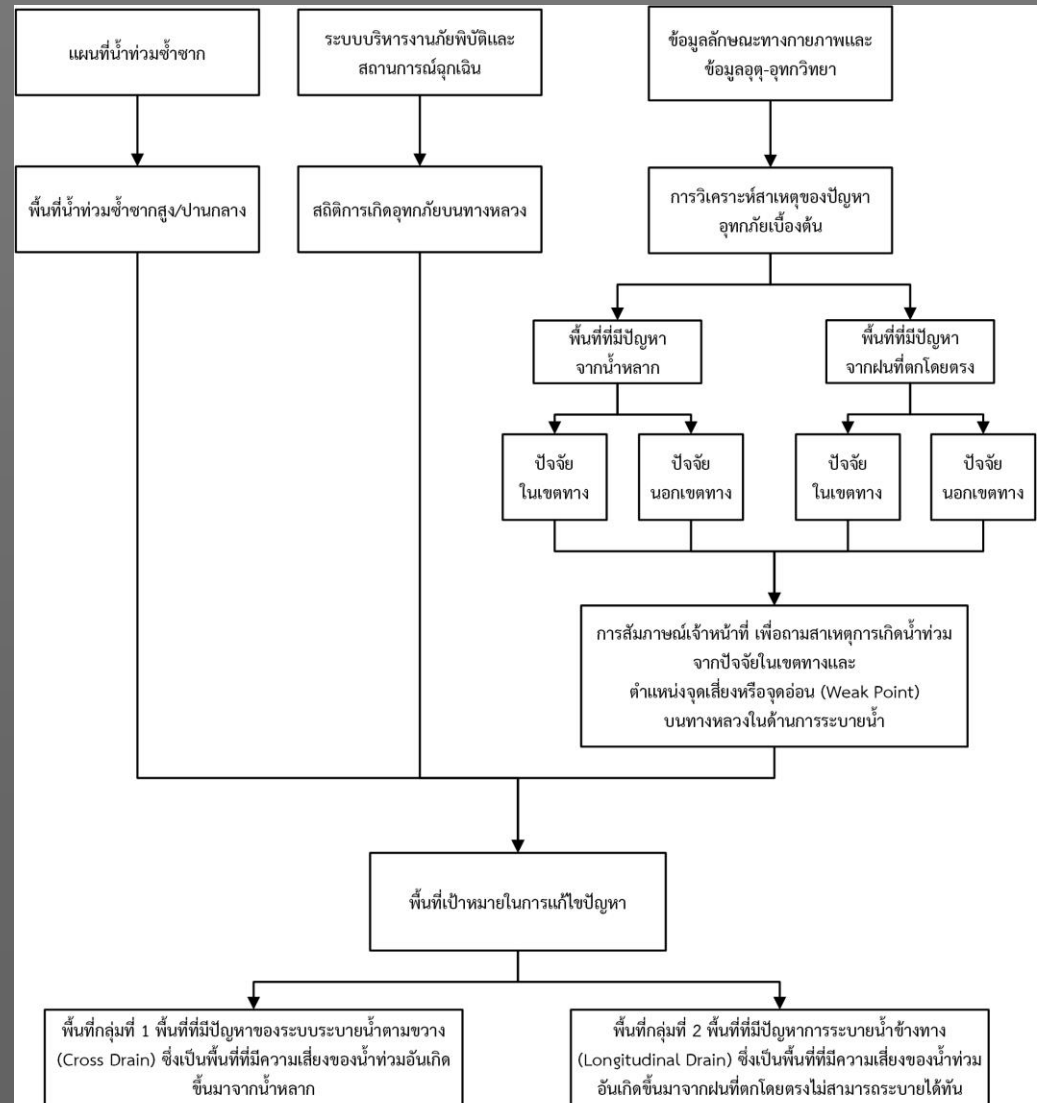 แผนที่น้ำท่วมซ้ำซาก
ระบบบริหารงานภัยพิบัติและ
สถานการณ์ฉุกเฉิน
ข้อมูลลักษณะทางกายภาพและ
ข้อมูลอุตุ-อุทกวิทยา
พื้นที่น้ำท่วมซ้ำซากสูง/ปานกลาง
สถิติการเกิดอุทกภัยบนทางหลวง
การวิเคราะห์สาเหตุของปัญหา
อุทกภัยเบื้องต้น
พื้นที่ที่มีปัญหา
จากน้ำหลาก
พื้นที่ที่มีปัญหา
จากฝนที่ตกโดยตรง
ปัจจัย
ในเขตทาง
ปัจจัย
นอกเขตทาง
ปัจจัย
ในเขตทาง
ปัจจัย
นอกเขตทาง
การสัมภาษณ์เจ้าหน้าที่ เพื่อถามสาเหตุการเกิดน้ำท่วม
จากปัจจัยในเขตทางและ
ตำแหน่งจุดเสี่ยงหรือจุดอ่อน (Weak Point)
บนทางหลวงในด้านการระบายน้ำ
พื้นที่เป้าหมายในการแก้ไขปัญหา
พื้นที่กลุ่มที่ 1 พื้นที่ที่มีปัญหาของระบบระบายน้ำตามขวาง
(Cross Drain) ซึ่งเป็นพื้นที่ที่มีความเสี่ยงของน้ำท่วมอันเกิด
ขึ้นมาจากน้ำหลาก
พื้นที่กลุ่มที่ 2 พื้นที่ที่มีปัญหาการระบายน้ำข้างทาง
(Longitudinal Drain) ซึ่งเป็นพื้นที่ที่มีความเสี่ยงของน้ำท่วม
อันเกิดขึ้นมาจากฝนที่ตกโดยตรงไม่สามารถระบายได้ทัน